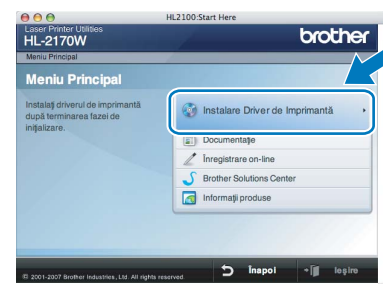 HL2100:Start Here
Laser Printer Utilities
HL-2170W
brother
Meniu Principal
Meniu Principal
Instalaţi driverul de imprimantă
după terminarea fazei de
iniţializare.
Instalare Driver de Imprimantă
Documentaţie
Înregistrare on-line
Brother Solutions Center
Informaţii produse
© 2001-2007 Brother Industries, Ltd. All rights reserved
Înapoi
Ieşire